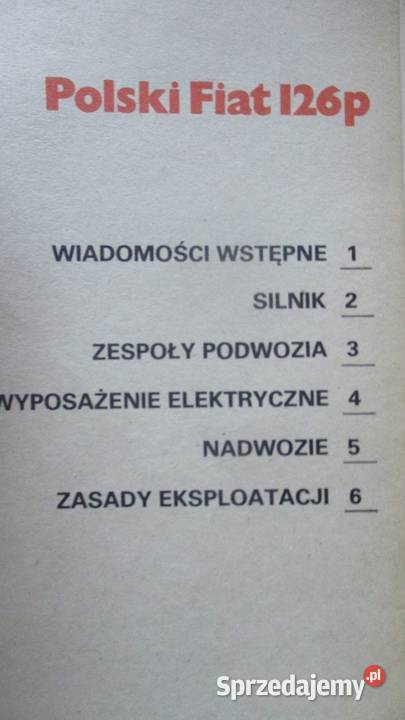 Polski Fiat 126p
WIADOMOŚCI WSTĘPNE 1
SILNIK 2
ZESPOŁY PODWOZIA 3
WYPOSAŻENIE ELEKTRYCZNE 4
NADWOZIE 5
ZASADY EKSPLOATACJI 6
Sprzedajemy.pl